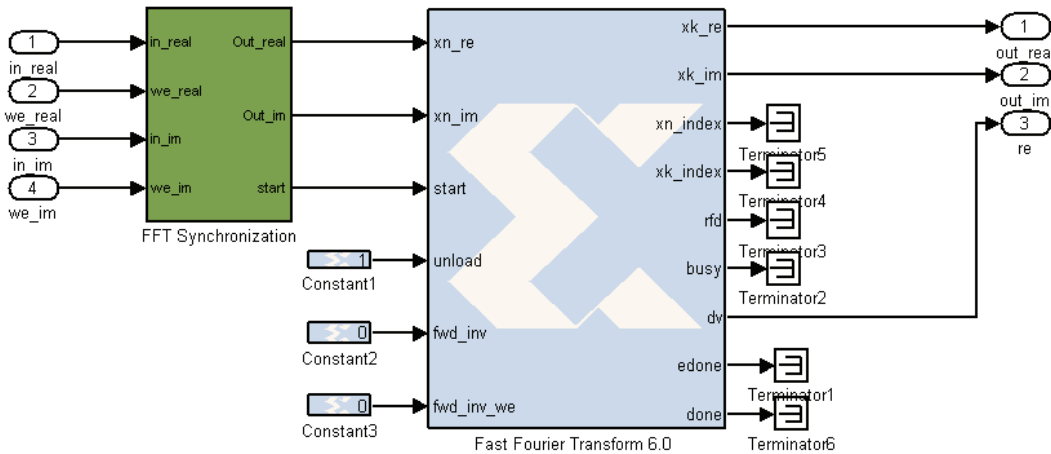 1
in_real
2
we_real
3
in_im
4
we_im
in_real
we_real
in_im
we_im
Out_real
Out_im
start
FFT Synchronization
1
Constant1
0
Constant2
0
Constant3
xn_re
xn_im
start
unload
fwd_inv
fwd_inv_we
xk_re
xk_im
xn_index
xk_index
rfd
busy
dv
edone
done
Fast Fourier Transform 6.0
1
out_rea
2
out_im
3
re
Terminator5
Terminator4
Terminator3
Terminator2
Terminator1
Terminator6